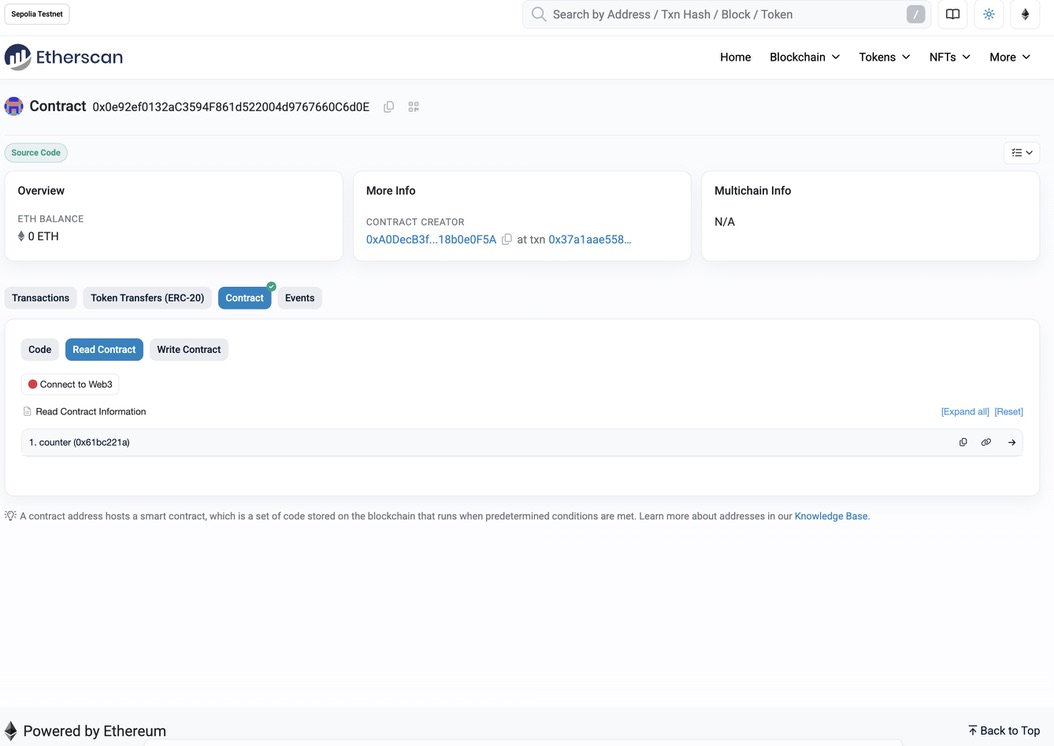 Sepolia Testnet
Search by Address / Txn Hash / Block / Token /
Etherscan
Home Blockchain Tokens NFTs More
Contract 0x0e92ef0132aC3594F861d522004d9767660C6d0E
Source Code
Overview
ETH BALANCE
0 ETH
More Info
CONTRACT CREATOR
0xA0DecB3f...18b0e0F5A at txn 0x37a1aae558...
Multichain Info
N/A
Transactions Token Transfers (ERC-20) Contract Events
Code Read Contract Write Contract
Connect to Web3
Read Contract Information [Expand all] [Reset]
1. counter (0x61bc221a)
A contract address hosts a smart contract, which is a set of code stored on the blockchain that runs when predetermined conditions are met. Learn more about addresses in our Knowledge Base.
Powered by Ethereum Back to Top